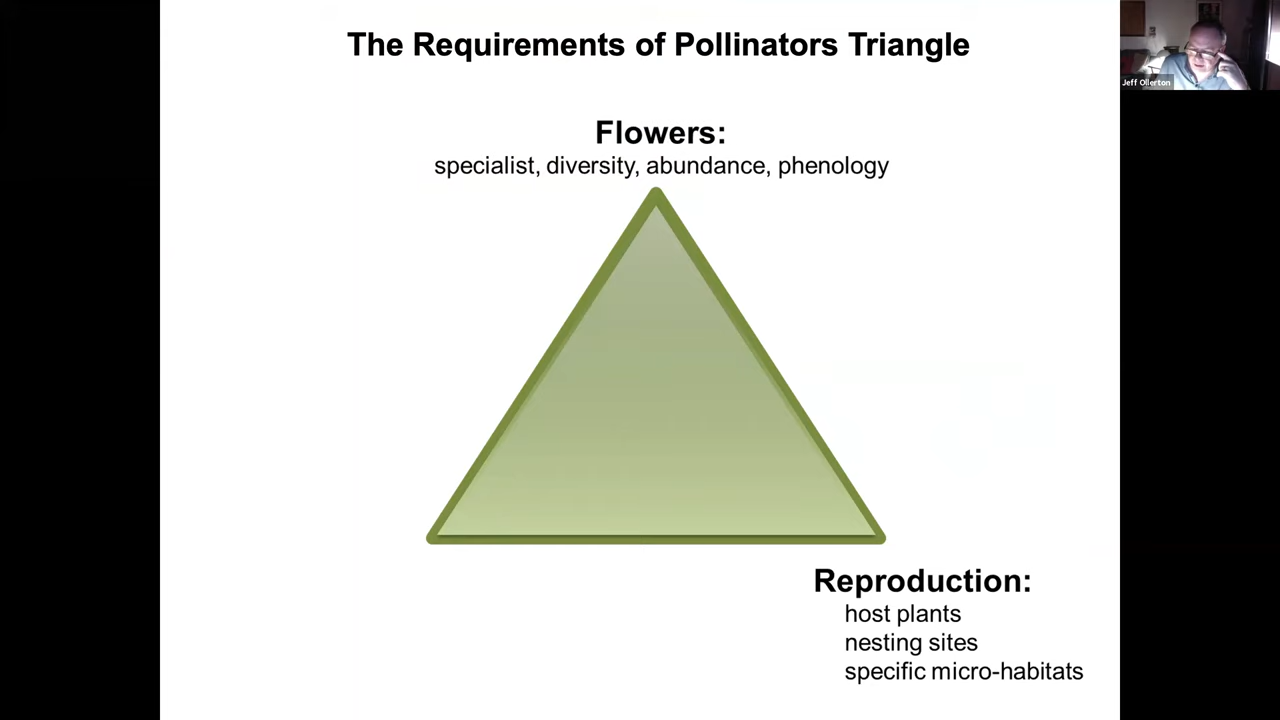 The Requirements of Pollinators Triangle
Jeff Ollerton
Flowers:
specialist, diversity, abundance, phenology
Reproduction:
host plants
nesting sites
specific micro-habitats